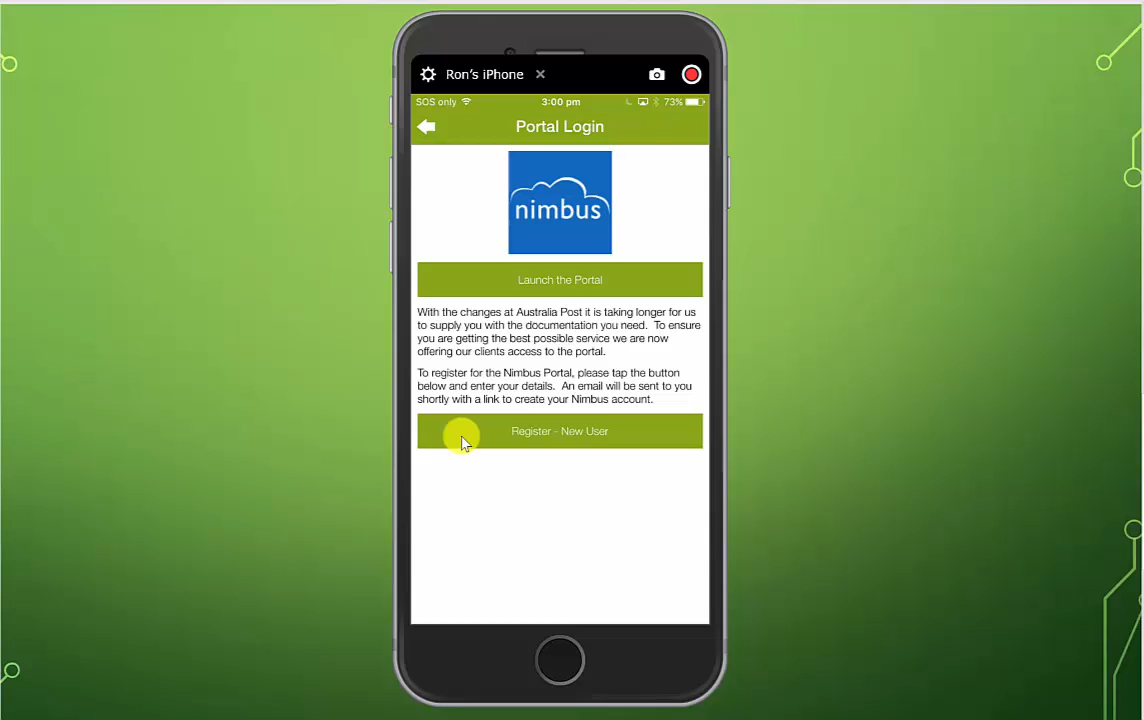 Ron's iPhone
SOS only 3:00 pm 73%
Portal Login
nimbus
Launch the Portal
With the changes at Australia Post it is taking longer for us
to supply you with the documentation you need. To ensure
you are getting the best possible service we are now
offering our clients access to the portal.
To register for the Nimbus Portal, please tap the button
below and enter your details. An email will be sent to you
shortly with a link to create your Nimbus account.
Register - New User